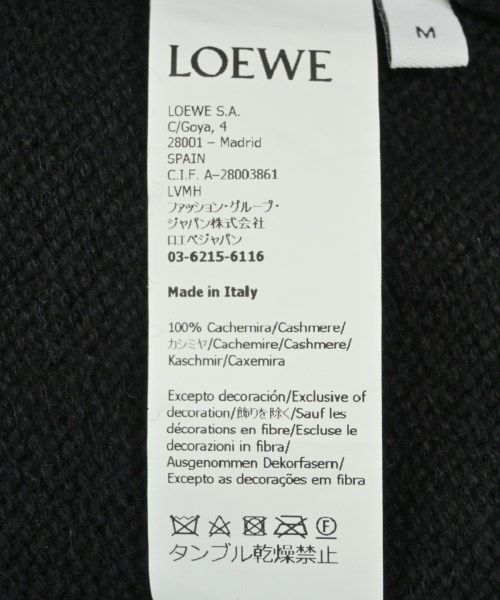 LOEWE
M
LOEWE S.A.
C/Goya, 4
28001 – Madrid
SPAIN
C.I.F. A-28003861
LVMH
ファッション・グループ・
ジャパン株式会社
ロエベジャパン
03-6215-6116
Made in Italy
100% Cachemira/Cashmere/
カシミヤ/Cachemire/Cashmere/
Kaschmir/Caxemira
Excepto decoración/Exclusive of
decoration/飾りを除く/Sauf les
décorations en fibre/Escluse le
decorazioni in fibra/
Ausgenommen Dekorfasern/
Excepto as decorações em fibra
F
タンブル乾燥禁止